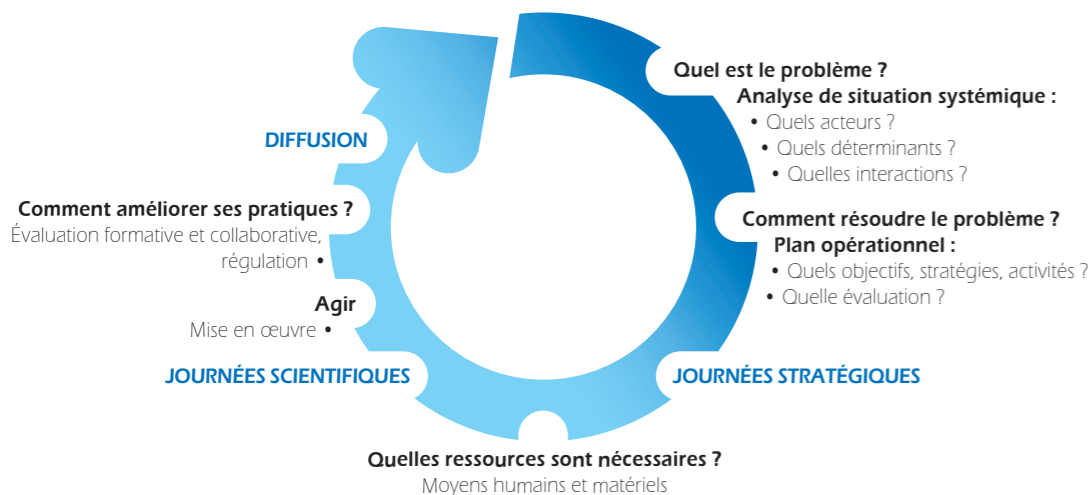 Quel est le problème ?
Analyse de situation systémique :
• Quels acteurs ?
• Quels déterminants ?
• Quelles interactions ?
Comment résoudre le problème ?
Plan opérationnel :
• Quels objectifs, stratégies, activités ?
• Quelle évaluation ?
JOURNÉES STRATÉGIQUES
Quelles ressources sont nécessaires ?
Moyens humains et matériels
JOURNÉES SCIENTIFIQUES
Agir
Mise en œuvre •
Comment améliorer ses pratiques ?
Évaluation formative et collaborative,
régulation •
DIFFUSION